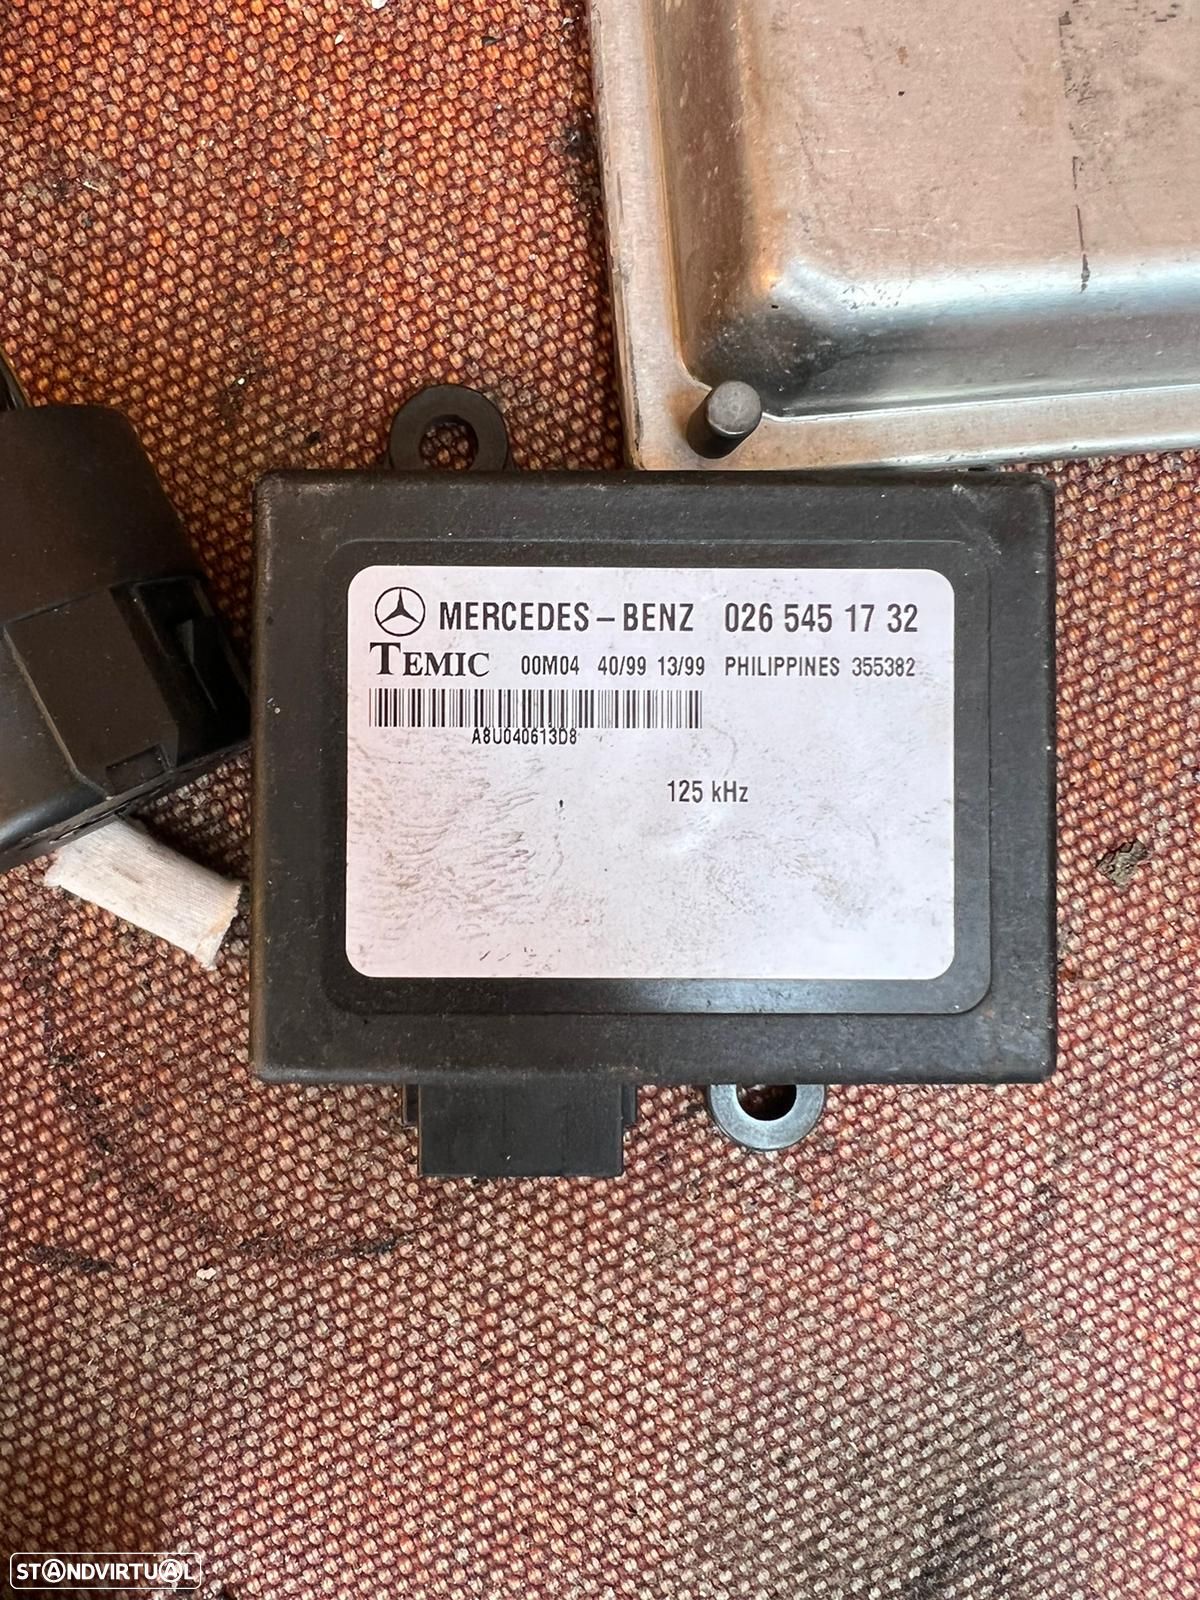 MERCEDES-BENZ 026 545 17 32
TEMIC 00M04 40/99 13/99 PHILIPPINES 355382
A8U040613D8
125 kHz
STANDVIRTUAL